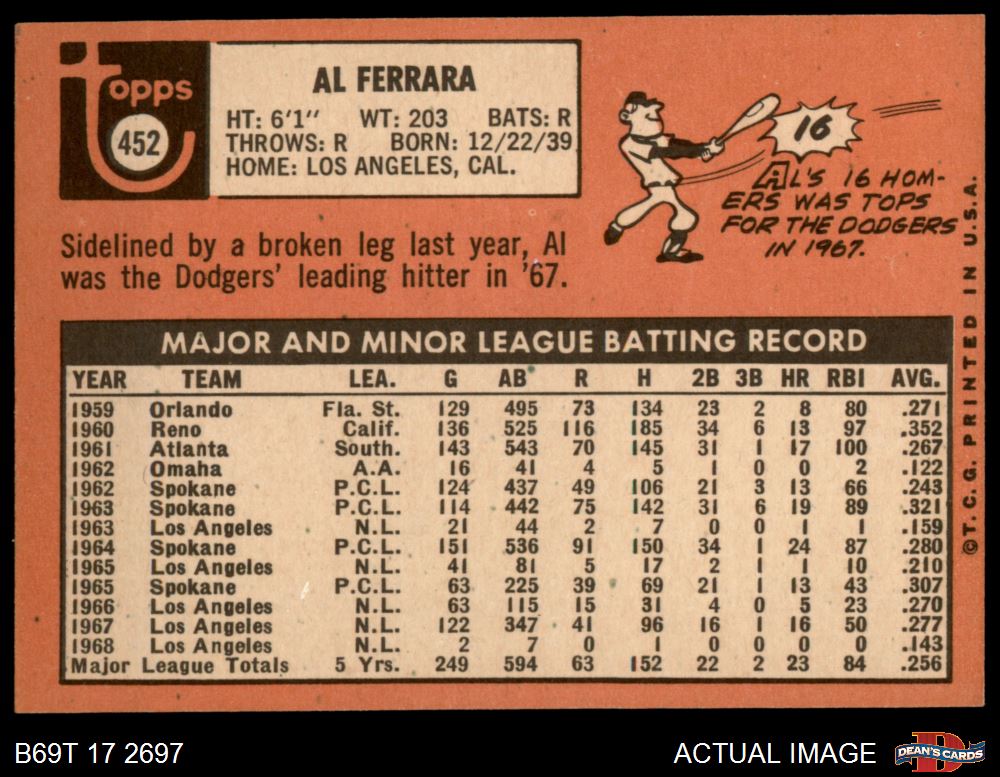 topps
452
AL FERRARA
HT: 6'1" WT: 203 BATS: R
THROWS: R BORN: 12/22/39
HOME: LOS ANGELES, CAL.
Sidelined by a broken leg last year, Al
was the Dodgers' leading hitter in '67.
16
AL'S 16 HOM-
ERS WAS TOPS
FOR THE DODGERS
IN 1967.
MAJOR AND MINOR LEAGUE BATTING RECORD
YEAR TEAM LEA. G AB R H 2B 3B HR RBI AVG.
1959 Orlando Fla. St. 129 495 73 134 23 2 8 80 .271
1960 Reno Calif. 136 525 116 185 34 6 13 97 .352
1961 Atlanta South. 143 543 70 145 31 1 17 100 .267
1962 Omaha A.A. 16 41 4 5 1 0 0 2 .122
1962 Spokane P.C.L. 124 437 49 106 21 3 13 66 .243
1963 Spokane P.C.L. 114 442 75 142 31 6 19 89 .321
1963 Los Angeles N.L. 21 44 2 7 0 0 1 1 .159
1964 Spokane P.C.L. 151 536 91 150 34 1 24 87 .280
1965 Los Angeles N.L. 41 81 5 17 2 1 1 10 .210
1965 Spokane P.C.L. 63 225 39 69 21 1 13 43 .307
1966 Los Angeles N.L. 63 115 15 31 4 0 5 23 .270
1967 Los Angeles N.L. 122 347 41 96 16 1 16 50 .277
1968 Los Angeles N.L. 2 7 0 1 0 0 0 0 .143
Major League Totals 5 Yrs. 249 594 63 152 22 2 23 84 .256
©T.C.G. PRINTED IN U.S.A.
B69T 17 2697
ACTUAL IMAGE
D
DEAN'S CARDS